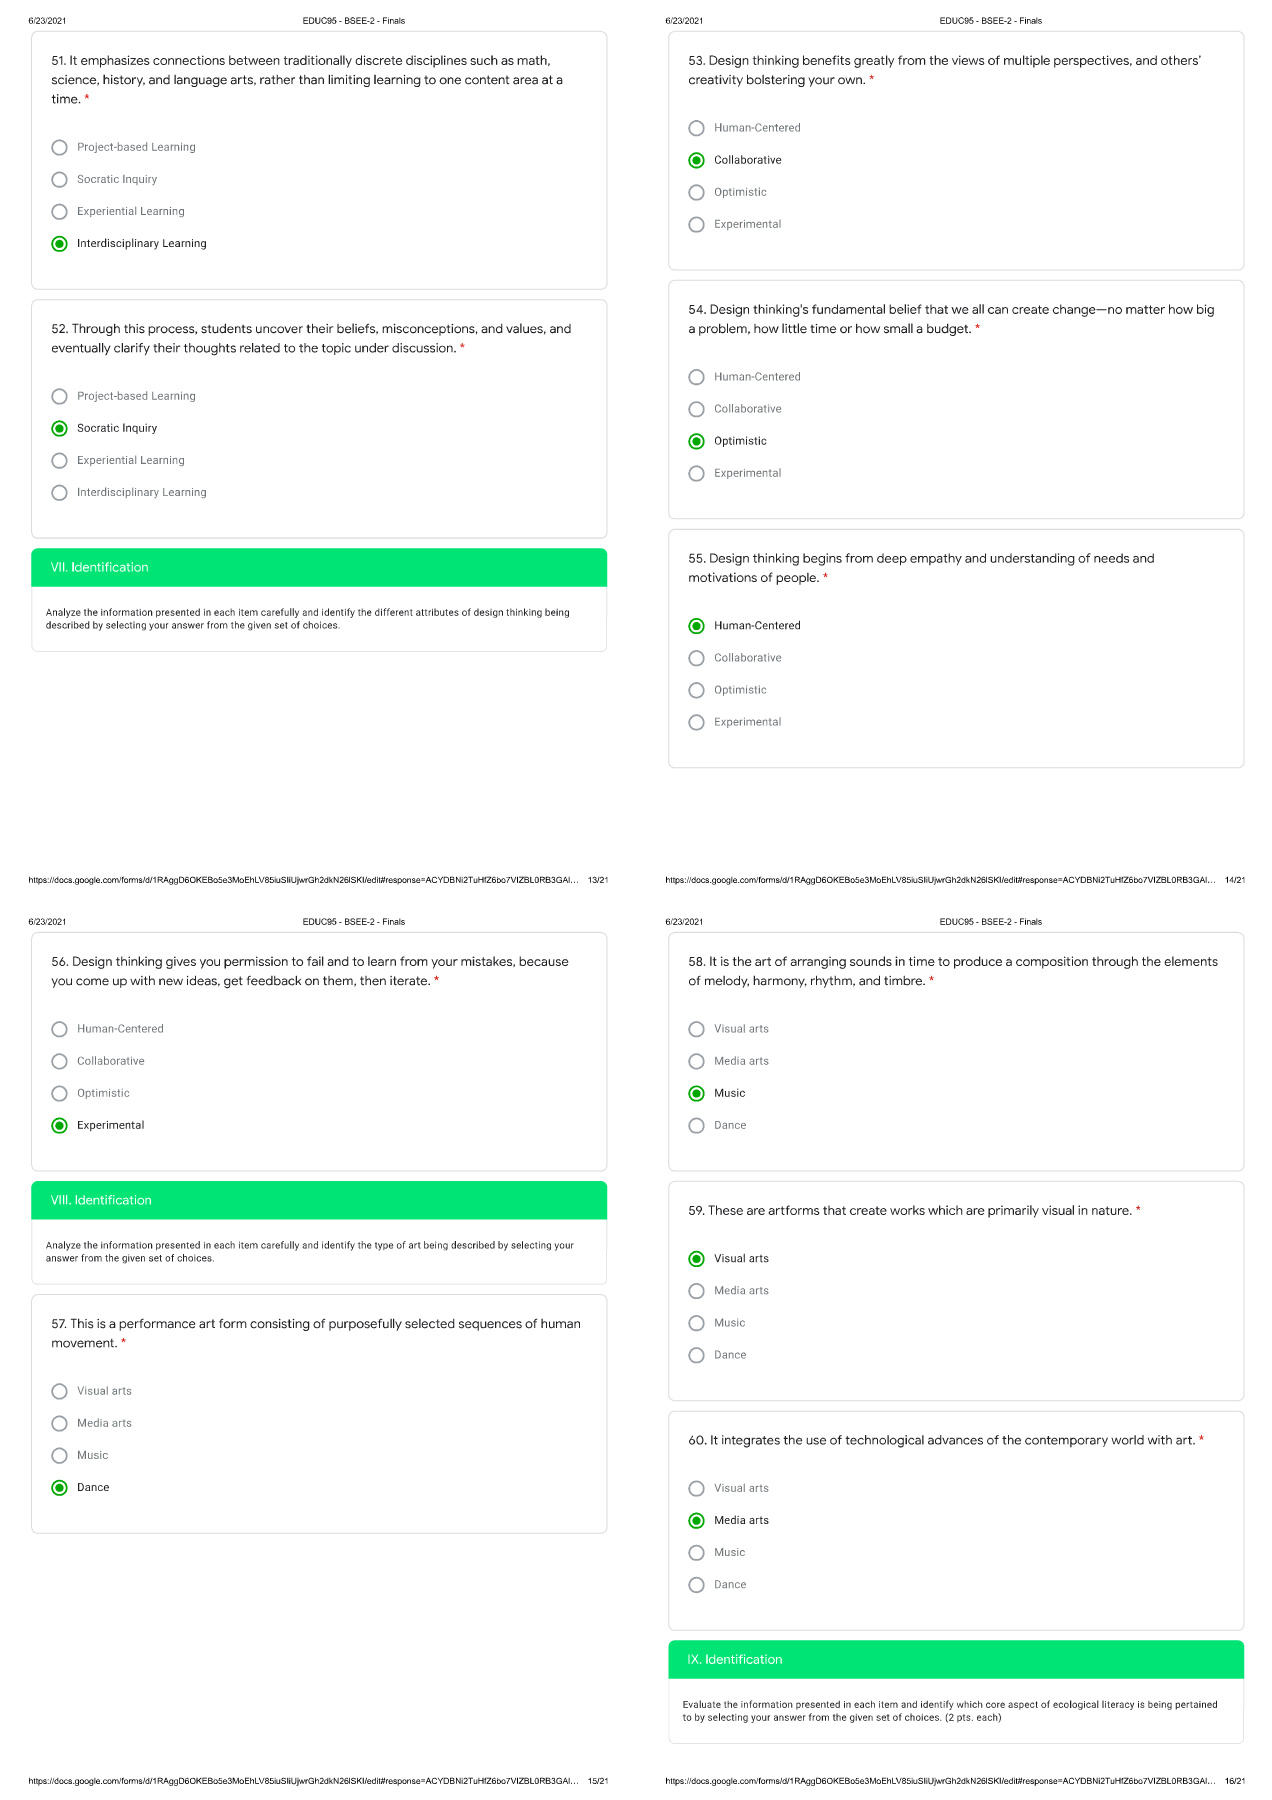 6/23/2021 EDUC95 - BSEE-2 - Finals
51. It emphasizes connections between traditionally discrete disciplines such as math,
science, history, and language arts, rather than limiting learning to one content area at a
time. *
Project-based Learning
Socratic Inquiry
Experiential Learning
Interdisciplinary Learning
52. Through this process, students uncover their beliefs, misconceptions, and values, and
eventually clarify their thoughts related to the topic under discussion. *
Project-based Learning
Socratic Inquiry
Experiential Learning
Interdisciplinary Learning
VII. Identification
Analyze the information presented in each item carefully and identify the different attributes of design thinking being
described by selecting your answer from the given set of choices.
https://docs.google.com/forms/d/1RAggD6OKEBo5e3MoEhLV85iuSIiUjwrGh2dkN26lSKI/edit#response=ACYDBNi2TuHfZ6bo7VIZBL0RB3GAl... 13/21
6/23/2021 EDUC95 - BSEE-2 - Finals
53. Design thinking benefits greatly from the views of multiple perspectives, and others'
creativity bolstering your own. *
Human-Centered
Collaborative
Optimistic
Experimental
54. Design thinking's fundamental belief that we all can create change—no matter how big
a problem, how little time or how small a budget. *
Human-Centered
Collaborative
Optimistic
Experimental
55. Design thinking begins from deep empathy and understanding of needs and
motivations of people. *
Human-Centered
Collaborative
Optimistic
Experimental
https://docs.google.com/forms/d/1RAggD6OKEBo5e3MoEhLV85iuSIiUjwrGh2dkN26lSKI/edit#response=ACYDBNi2TuHfZ6bo7VIZBL0RB3GAl... 14/21
6/23/2021 EDUC95 - BSEE-2 - Finals
56. Design thinking gives you permission to fail and to learn from your mistakes, because
you come up with new ideas, get feedback on them, then iterate. *
Human-Centered
Collaborative
Optimistic
Experimental
VIII. Identification
Analyze the information presented in each item carefully and identify the type of art being described by selecting your
answer from the given set of choices.
57. This is a performance art form consisting of purposefully selected sequences of human
movement. *
Visual arts
Media arts
Music
Dance
https://docs.google.com/forms/d/1RAggD6OKEBo5e3MoEhLV85iuSIiUjwrGh2dkN26lSKI/edit#response=ACYDBNi2TuHfZ6bo7VIZBL0RB3GAl... 15/21
6/23/2021 EDUC95 - BSEE-2 - Finals
58. It is the art of arranging sounds in time to produce a composition through the elements
of melody, harmony, rhythm, and timbre. *
Visual arts
Media arts
Music
Dance
59. These are artforms that create works which are primarily visual in nature. *
Visual arts
Media arts
Music
Dance
60. It integrates the use of technological advances of the contemporary world with art. *
Visual arts
Media arts
Music
Dance
IX. Identification
Evaluate the information presented in each item and identify which core aspect of ecological literacy is being pertained
to by selecting your answer from the given set of choices. (2 pts. each)
https://docs.google.com/forms/d/1RAggD6OKEBo5e3MoEhLV85iuSIiUjwrGh2dkN26lSKI/edit#response=ACYDBNi2TuHfZ6bo7VIZBL0RB3GAl... 16/21